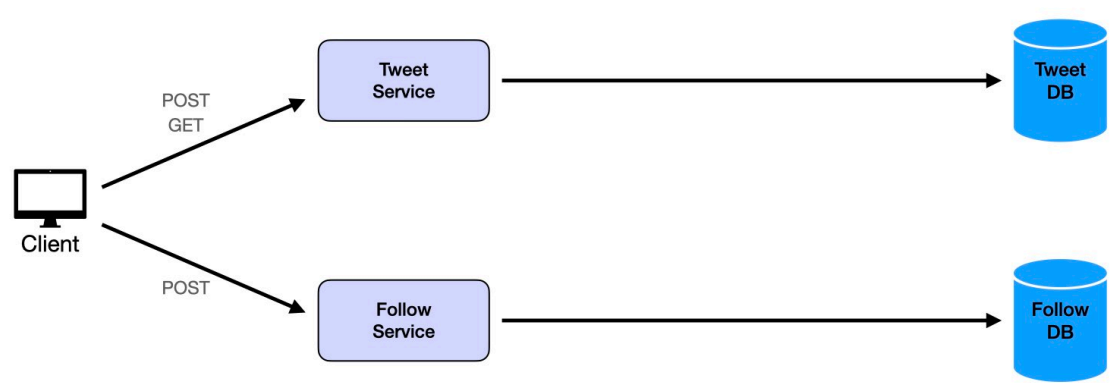 Tweet
Service
Tweet
DB
POST
GET
Client
POST
Follow
Service
Follow
DB